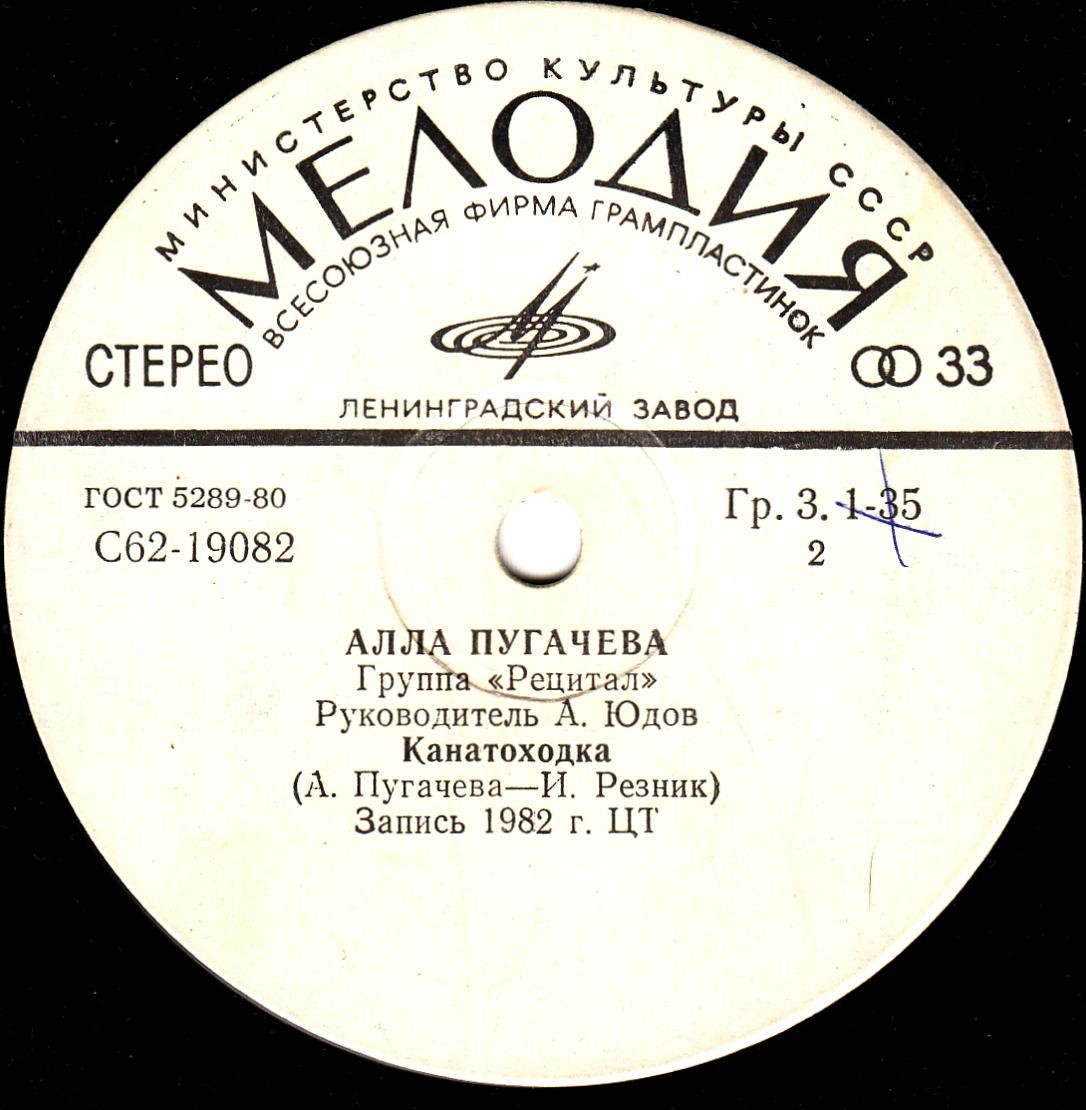 МИНИСТЕРСТВО КУЛЬТУРЫ СССР
МЕЛОДИЯ
ВСЕСОЮЗНАЯ ФИРМА ГРАМПЛАСТИНОК
СТЕРЕО
33
ЛЕНИНГРАДСКИЙ ЗАВОД
ГОСТ 5289-80
Гр. 3. 1-35
С62-19082
2
АЛЛА ПУГАЧЕВА
Группа «Рецитал»
Руководитель А. Юдов
Канатоходка
(А. Пугачева—И. Резник)
Запись 1982 г. ЦТ